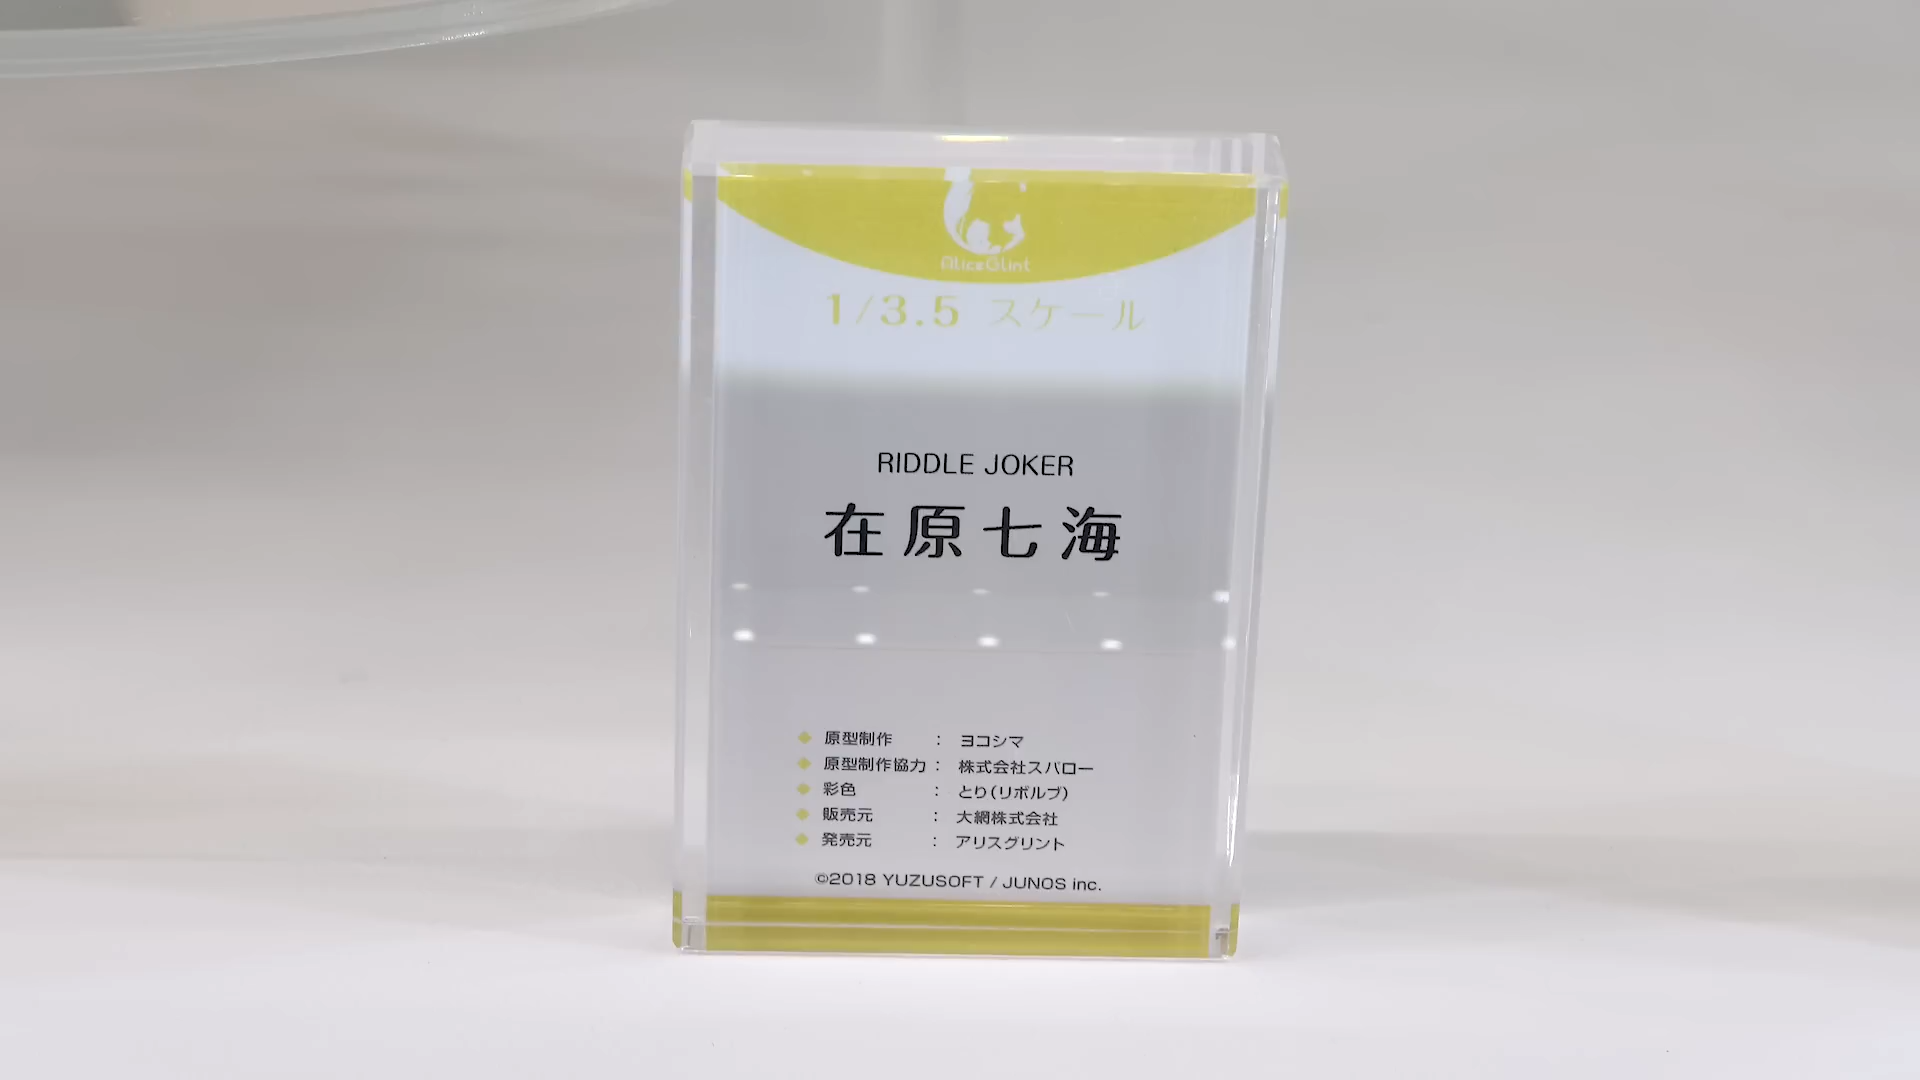 AliceGlint
1/3.5 スケール
RIDDLE JOKER
在原七海
◆ 原型制作 : ヨコシマ
◆ 原型制作協力 : 株式会社スパロー
◆ 彩色 : とり(リボルブ)
◆ 販売元 : 大網株式会社
◆ 発売元 : アリスグリント
©2018 YUZUSOFT / JUNOS inc.